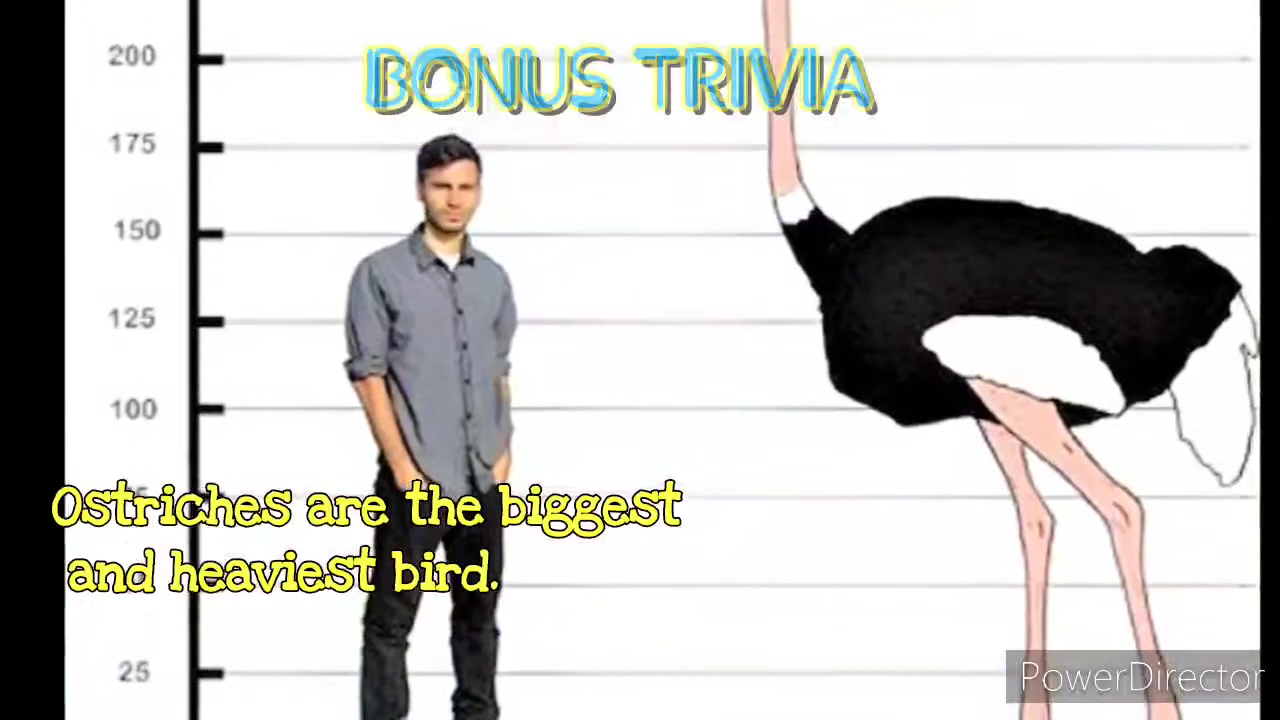 BONUS TRIVIA
200
175
150
125
100
Ostriches are the biggest
and heaviest bird.
25
PowerDirector